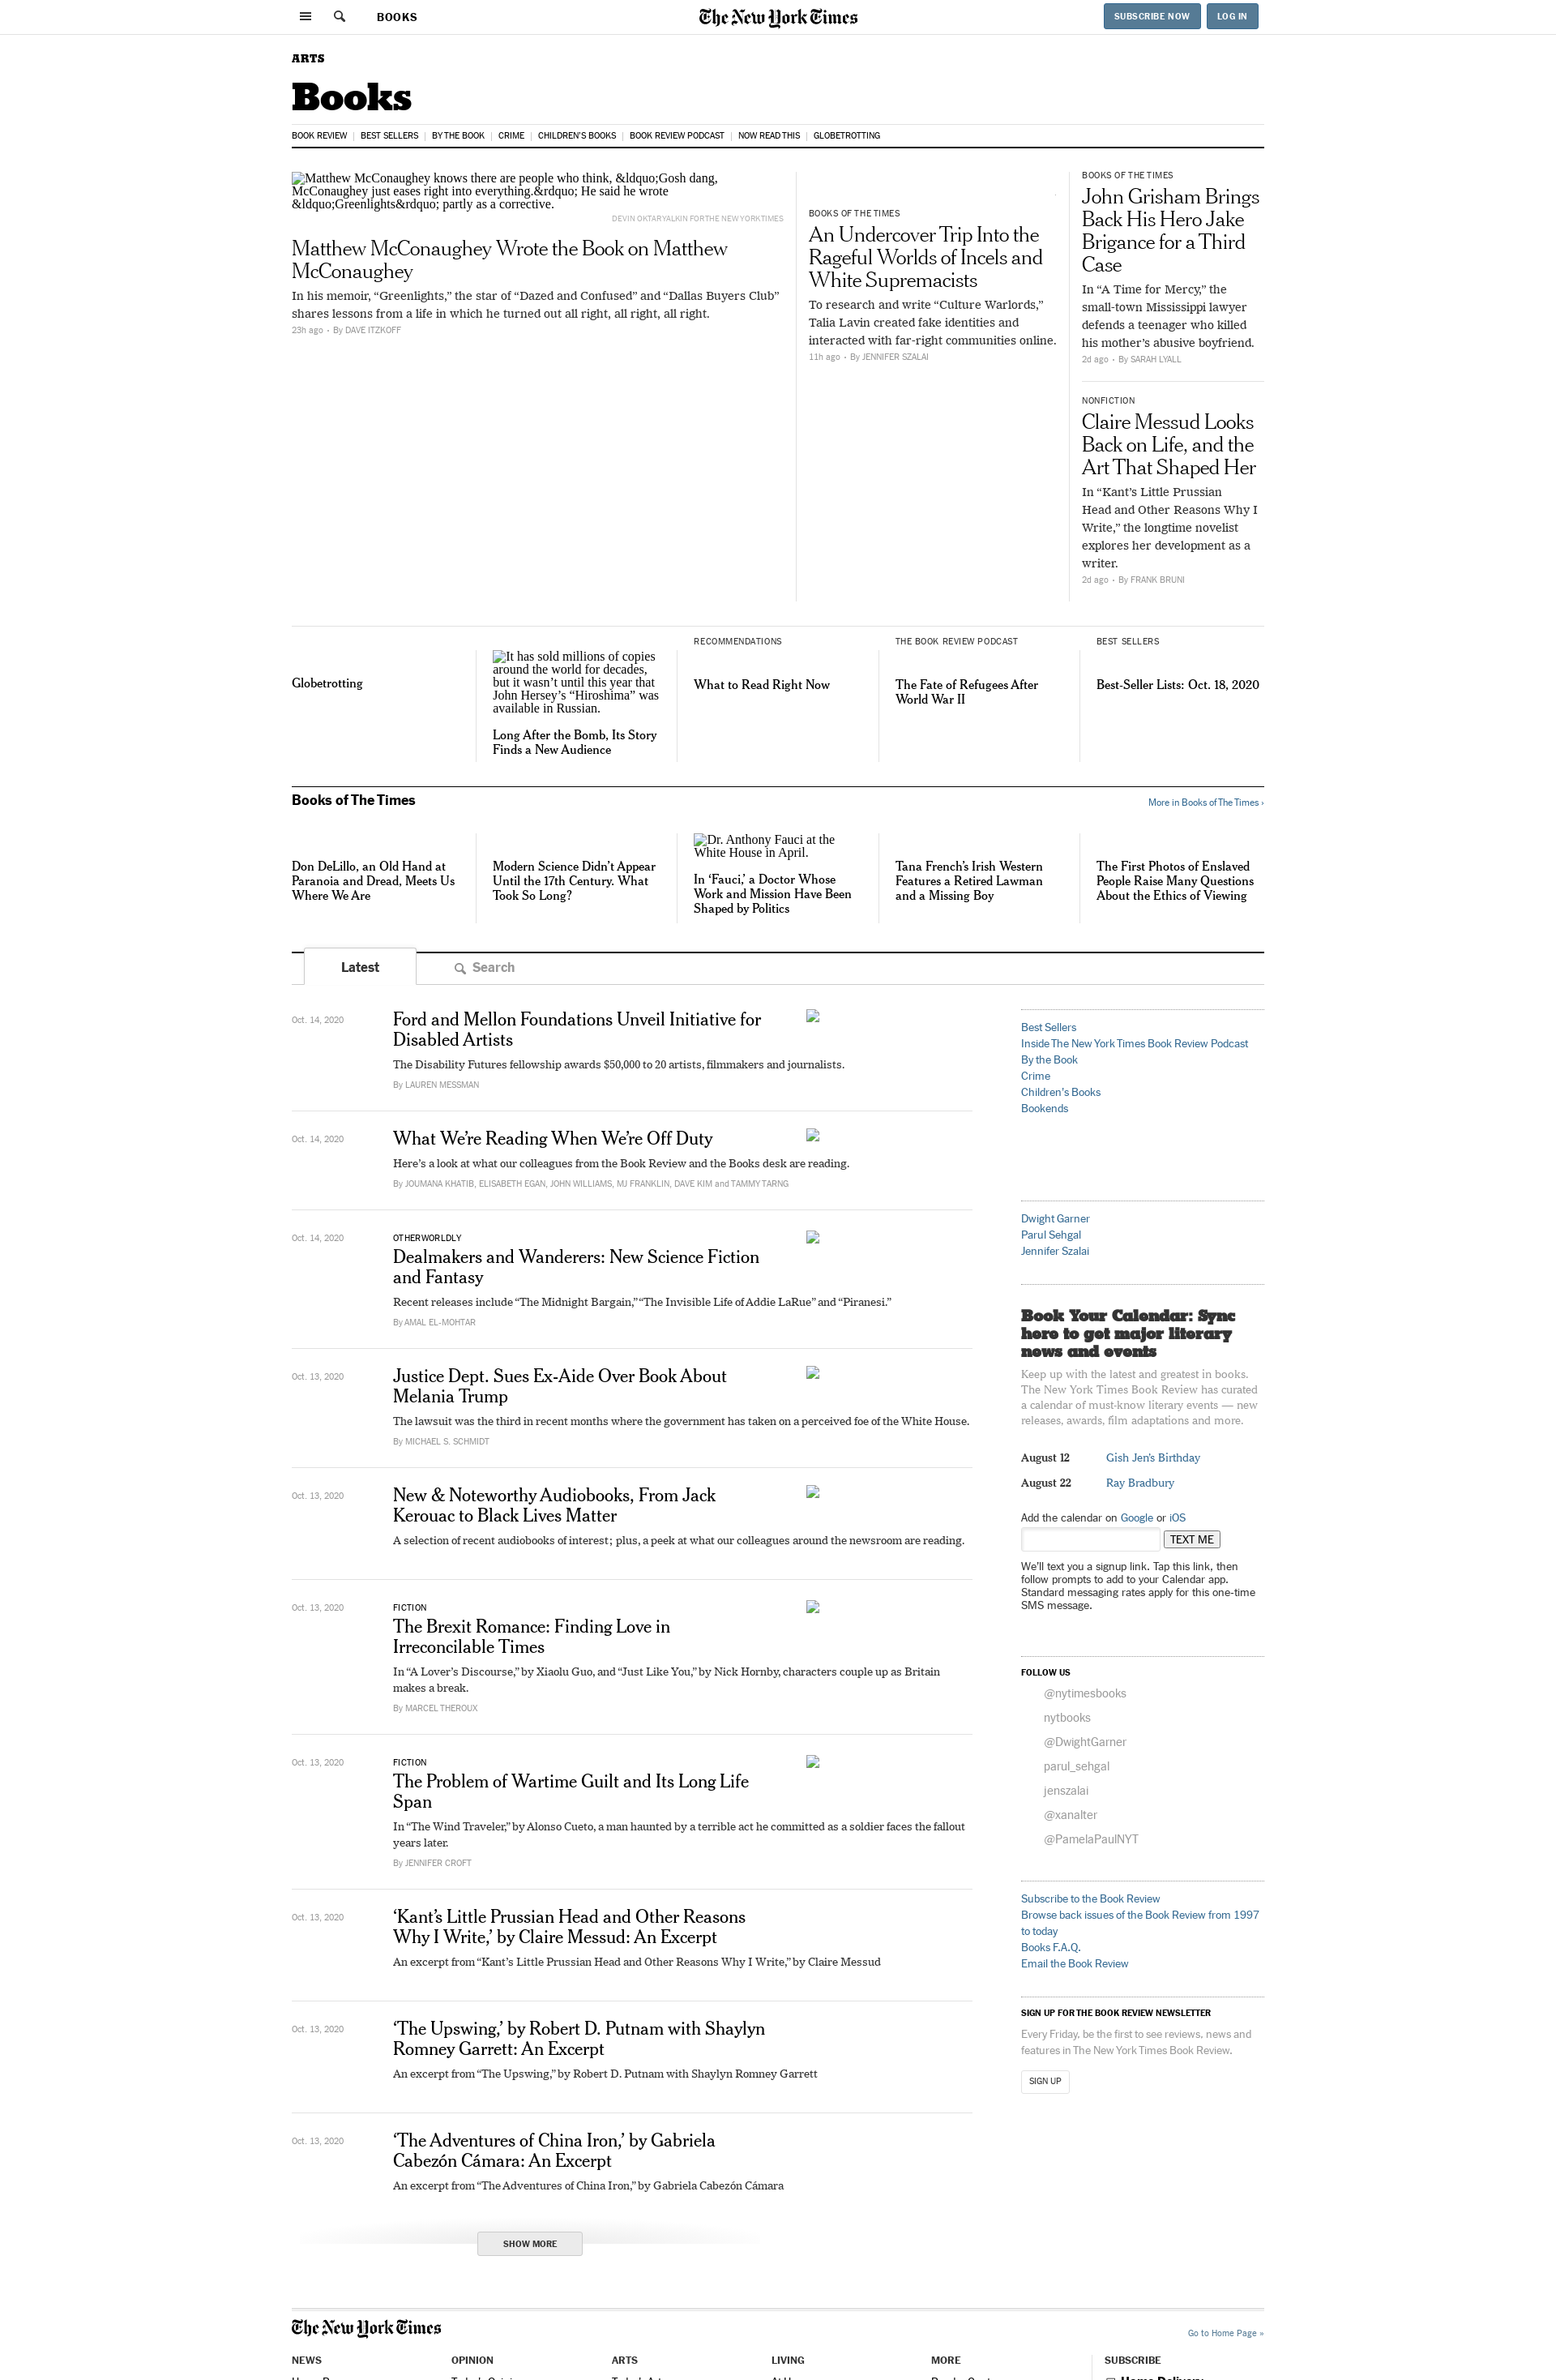 BOOKS
The New York Times
SUBSCRIBE NOW
LOG IN
ARTS
Books
BOOK REVIEW
BEST SELLERS
BY THE BOOK
CRIME
CHILDREN'S BOOKS
BOOK REVIEW PODCAST
NOW READ THIS
GLOBETROTTING
Matthew McConaughey knows there are people who think, &ldquo;Gosh dang,
McConaughey just eases right into everything.&rdquo; He said he wrote
&ldquo;Greenlights&rdquo; partly as a corrective.
DEVIN OKTAR YALKIN FOR THE NEW YORK TIMES
Matthew McConaughey Wrote the Book on Matthew
McConaughey
In his memoir, “Greenlights,” the star of “Dazed and Confused” and “Dallas Buyers Club”
shares lessons from a life in which he turned out all right, all right, all right.
23h ago • By DAVE ITZKOFF
BOOKS OF THE TIMES
An Undercover Trip Into the
Rageful Worlds of Incels and
White Supremacists
To research and write “Culture Warlords,”
Talia Lavin created fake identities and
interacted with far-right communities online.
11h ago • By JENNIFER SZALAI
BOOKS OF THE TIMES
John Grisham Brings
Back His Hero Jake
Brigance for a Third
Case
In “A Time for Mercy,” the
small-town Mississippi lawyer
defends a teenager who killed
his mother’s abusive boyfriend.
2d ago • By SARAH LYALL
NONFICTION
Claire Messud Looks
Back on Life, and the
Art That Shaped Her
In “Kant’s Little Prussian
Head and Other Reasons Why I
Write,” the longtime novelist
explores her development as a
writer.
2d ago • By FRANK BRUNI
Globetrotting
It has sold millions of copies
around the world for decades,
but it wasn’t until this year that
John Hersey’s “Hiroshima” was
available in Russian.
Long After the Bomb, Its Story
Finds a New Audience
RECOMMENDATIONS
What to Read Right Now
THE BOOK REVIEW PODCAST
The Fate of Refugees After
World War II
BEST SELLERS
Best-Seller Lists: Oct. 18, 2020
Books of The Times
More in Books of The Times ›
Don DeLillo, an Old Hand at
Paranoia and Dread, Meets Us
Where We Are
Modern Science Didn’t Appear
Until the 17th Century. What
Took So Long?
Dr. Anthony Fauci at the
White House in April.
In ‘Fauci,’ a Doctor Whose
Work and Mission Have Been
Shaped by Politics
Tana French’s Irish Western
Features a Retired Lawman
and a Missing Boy
The First Photos of Enslaved
People Raise Many Questions
About the Ethics of Viewing
Latest
Search
Oct. 14, 2020
Ford and Mellon Foundations Unveil Initiative for
Disabled Artists
The Disability Futures fellowship awards $50,000 to 20 artists, filmmakers and journalists.
By LAUREN MESSMAN
Oct. 14, 2020
What We’re Reading When We’re Off Duty
Here’s a look at what our colleagues from the Book Review and the Books desk are reading.
By JOUMANA KHATIB, ELISABETH EGAN, JOHN WILLIAMS, MJ FRANKLIN, DAVE KIM and TAMMY TARNG
Oct. 14, 2020
OTHERWORLDLY
Dealmakers and Wanderers: New Science Fiction
and Fantasy
Recent releases include “The Midnight Bargain,” “The Invisible Life of Addie LaRue” and “Piranesi.”
By AMAL EL-MOHTAR
Oct. 13, 2020
Justice Dept. Sues Ex-Aide Over Book About
Melania Trump
The lawsuit was the third in recent months where the government has taken on a perceived foe of the White House.
By MICHAEL S. SCHMIDT
Oct. 13, 2020
New & Noteworthy Audiobooks, From Jack
Kerouac to Black Lives Matter
A selection of recent audiobooks of interest; plus, a peek at what our colleagues around the newsroom are reading.
Oct. 13, 2020
FICTION
The Brexit Romance: Finding Love in
Irreconcilable Times
In “A Lover’s Discourse,” by Xiaolu Guo, and “Just Like You,” by Nick Hornby, characters couple up as Britain
makes a break.
By MARCEL THEROUX
Oct. 13, 2020
FICTION
The Problem of Wartime Guilt and Its Long Life
Span
In “The Wind Traveler,” by Alonso Cueto, a man haunted by a terrible act he committed as a soldier faces the fallout
years later.
By JENNIFER CROFT
Oct. 13, 2020
‘Kant’s Little Prussian Head and Other Reasons
Why I Write,’ by Claire Messud: An Excerpt
An excerpt from “Kant’s Little Prussian Head and Other Reasons Why I Write,” by Claire Messud
Oct. 13, 2020
‘The Upswing,’ by Robert D. Putnam with Shaylyn
Romney Garrett: An Excerpt
An excerpt from “The Upswing,” by Robert D. Putnam with Shaylyn Romney Garrett
Oct. 13, 2020
‘The Adventures of China Iron,’ by Gabriela
Cabezón Cámara: An Excerpt
An excerpt from “The Adventures of China Iron,” by Gabriela Cabezón Cámara
SHOW MORE
Best Sellers
Inside The New York Times Book Review Podcast
By the Book
Crime
Children's Books
Bookends
Dwight Garner
Parul Sehgal
Jennifer Szalai
Book Your Calendar: Sync
here to get major literary
news and events
Keep up with the latest and greatest in books.
The New York Times Book Review has curated
a calendar of must-know literary events — new
releases, awards, film adaptations and more.
August 12 Gish Jen’s Birthday
August 22 Ray Bradbury
Add the calendar on Google or iOS
TEXT ME
We’ll text you a signup link. Tap this link, then
follow prompts to add to your Calendar app.
Standard messaging rates apply for this one-time
SMS message.
FOLLOW US
@nytimesbooks
nytbooks
@DwightGarner
parul_sehgal
jenszalai
@xanalter
@PamelaPaulNYT
Subscribe to the Book Review
Browse back issues of the Book Review from 1997
to today
Books F.A.Q.
Email the Book Review
SIGN UP FOR THE BOOK REVIEW NEWSLETTER
Every Friday, be the first to see reviews, news and
features in The New York Times Book Review.
SIGN UP
The New York Times
Go to Home Page »
NEWS
OPINION
ARTS
LIVING
MORE
SUBSCRIBE